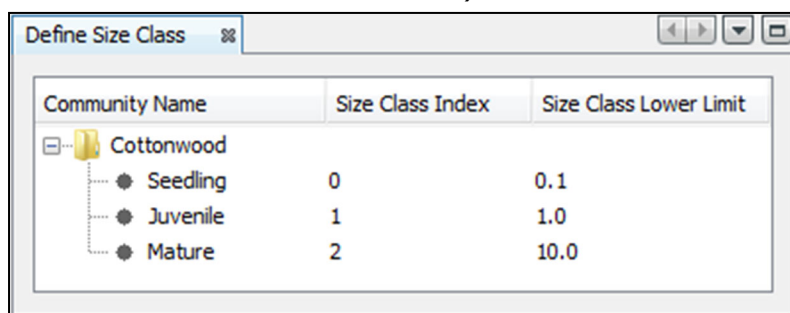 Define Size Class
Community Name Size Class Index Size Class Lower Limit
Cottonwood
Seedling 0 0.1
Juvenile 1 1.0
Mature 2 10.0